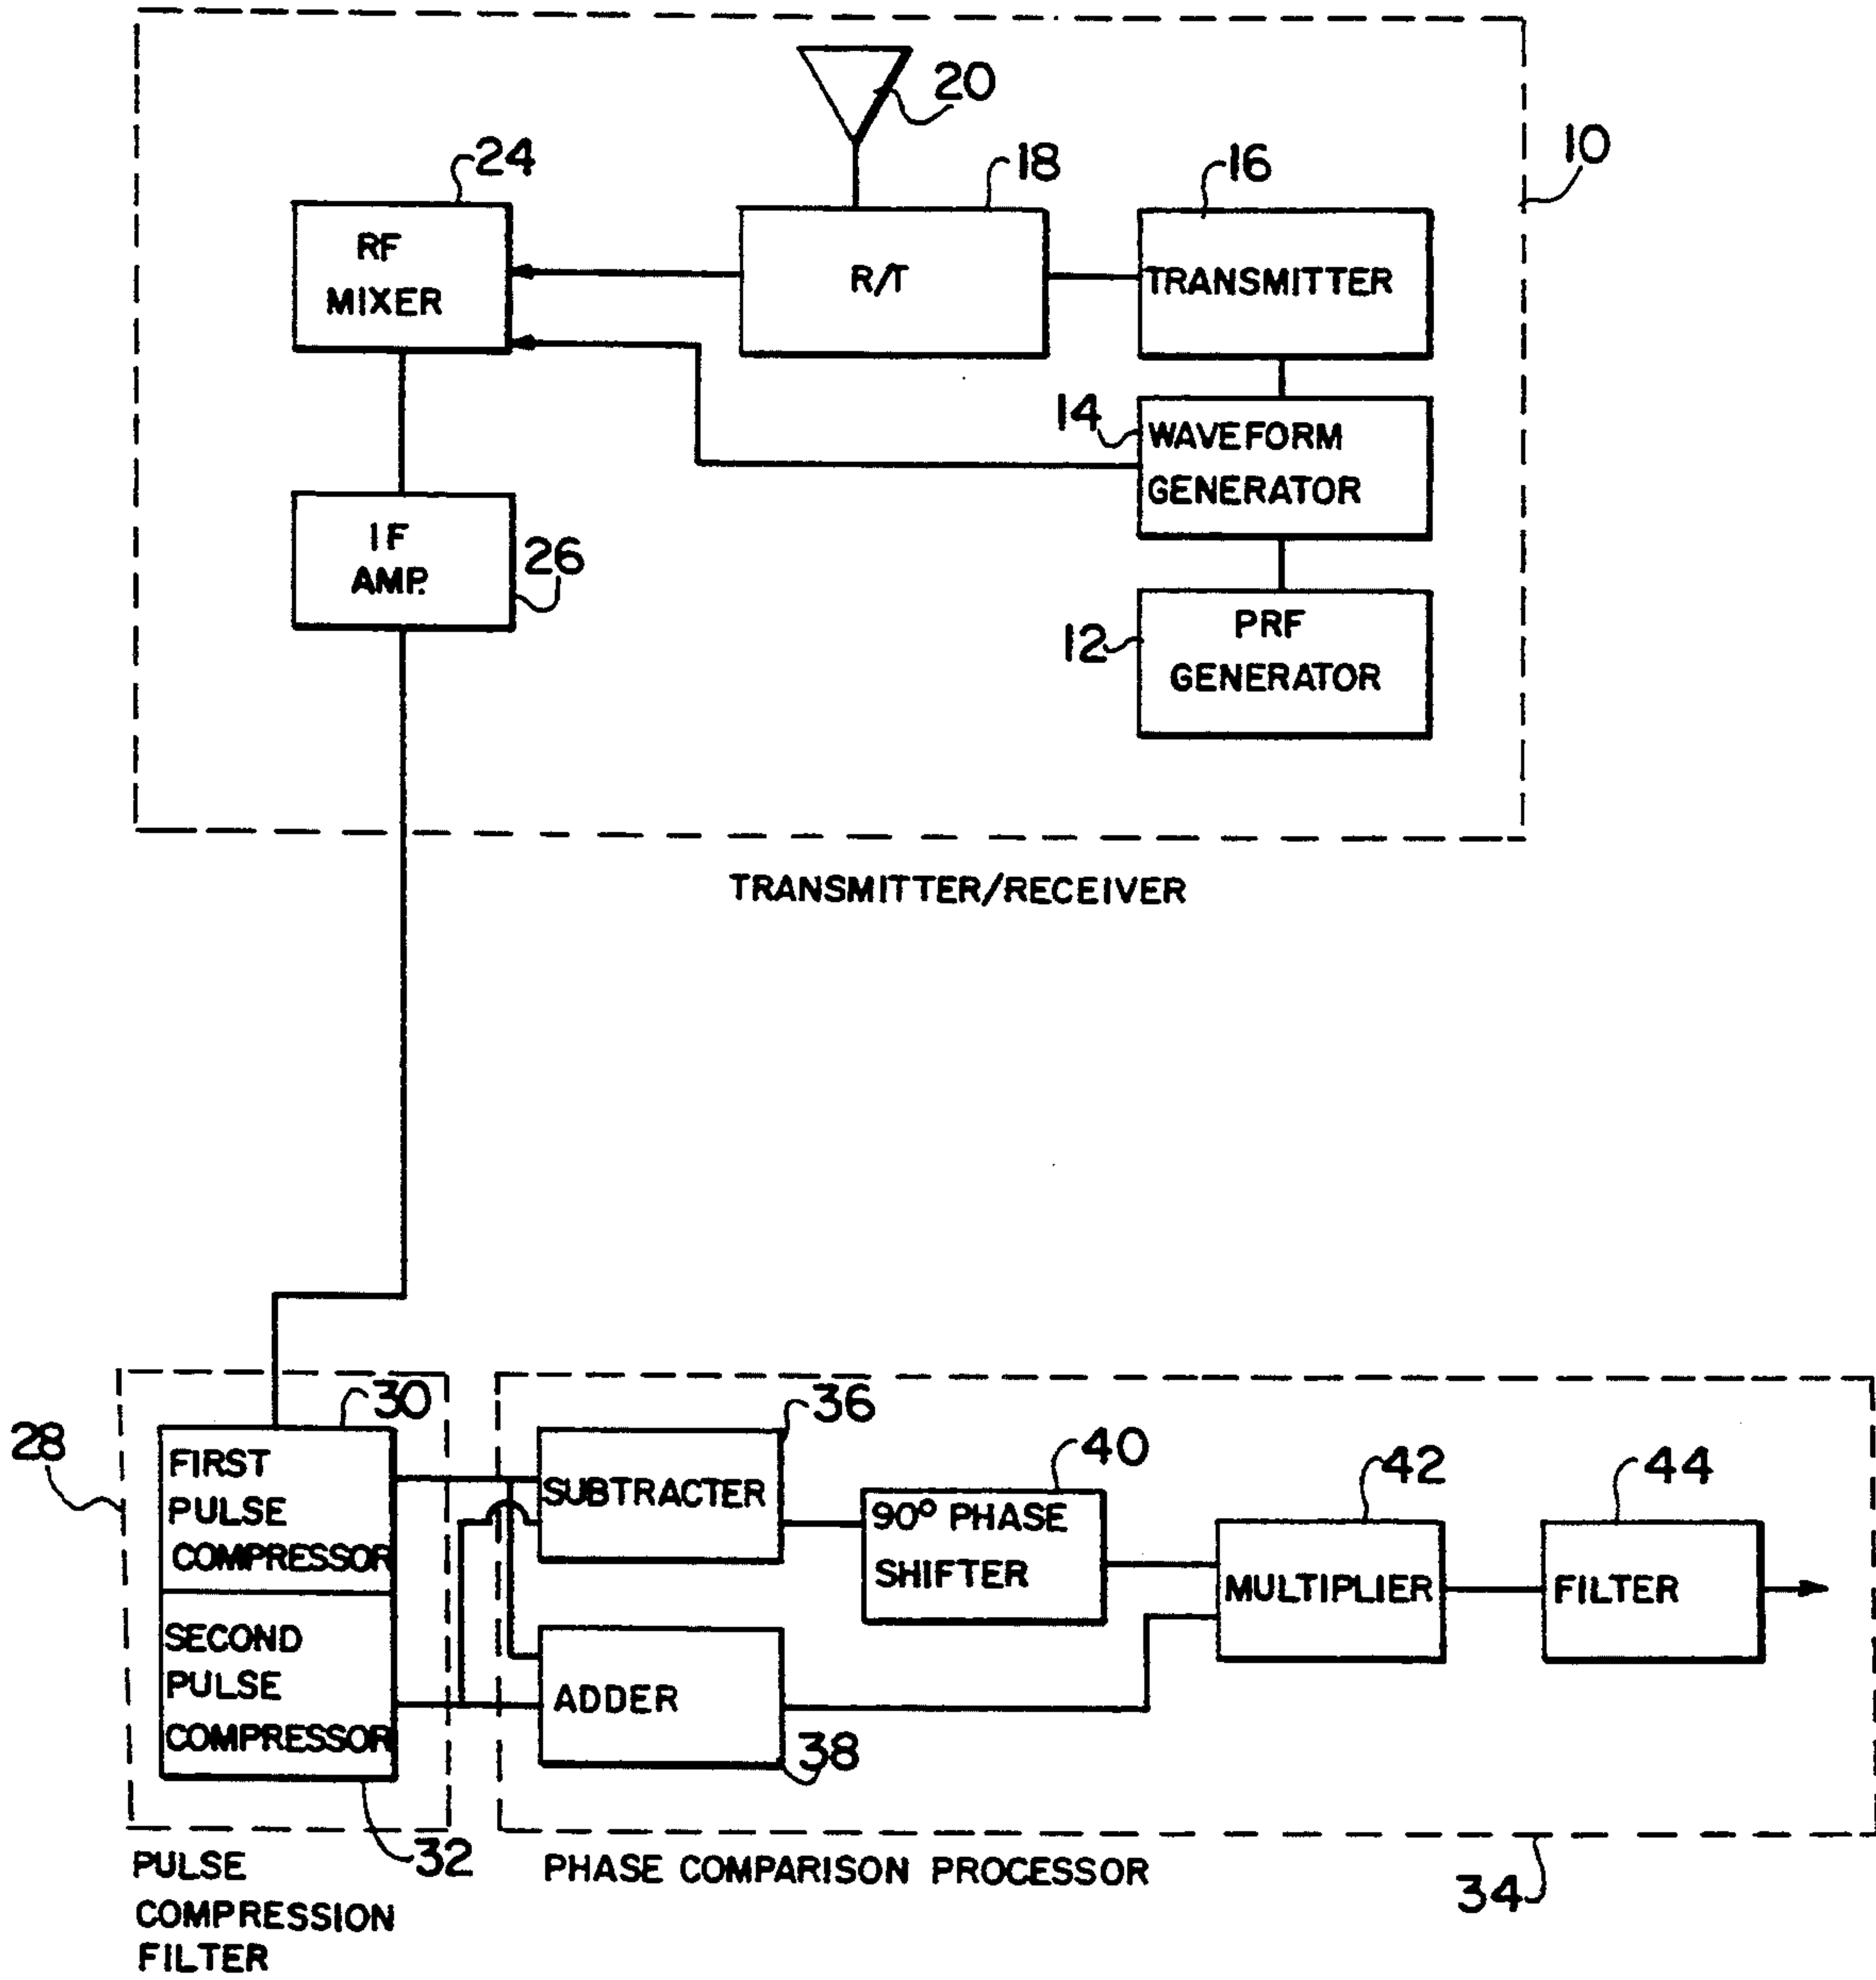 20
24
18
16
10
RF
MIXER
R/T
TRANSMITTER
14
WAVEFORM
GENERATOR
IF
AMP.
26
12
PRF
GENERATOR
TRANSMITTER/RECEIVER
28
30
FIRST
PULSE
COMPRESSOR
SECOND
PULSE
COMPRESSOR
32
PULSE
COMPRESSION
FILTER
36
SUBTRACTER
40
90° PHASE
SHIFTER
42
MULTIPLIER
44
FILTER
ADDER
38
PHASE COMPARISON PROCESSOR
34